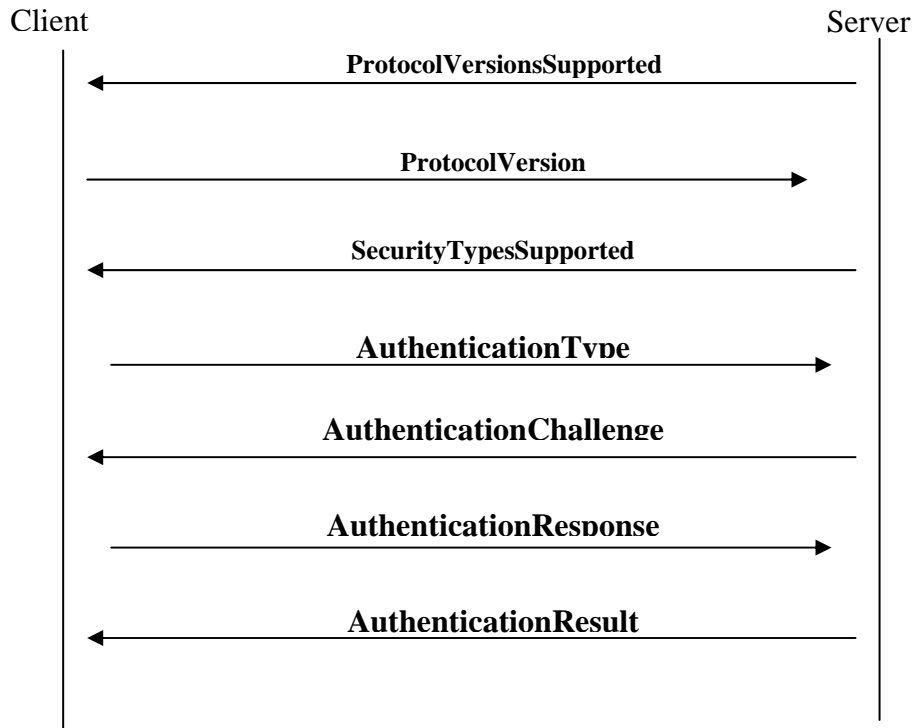 Client
Server
ProtocolVersionsSupported
ProtocolVersion
SecurityTypesSupported
AuthenticationType
AuthenticationChallenge
AuthenticationResponse
AuthenticationResult